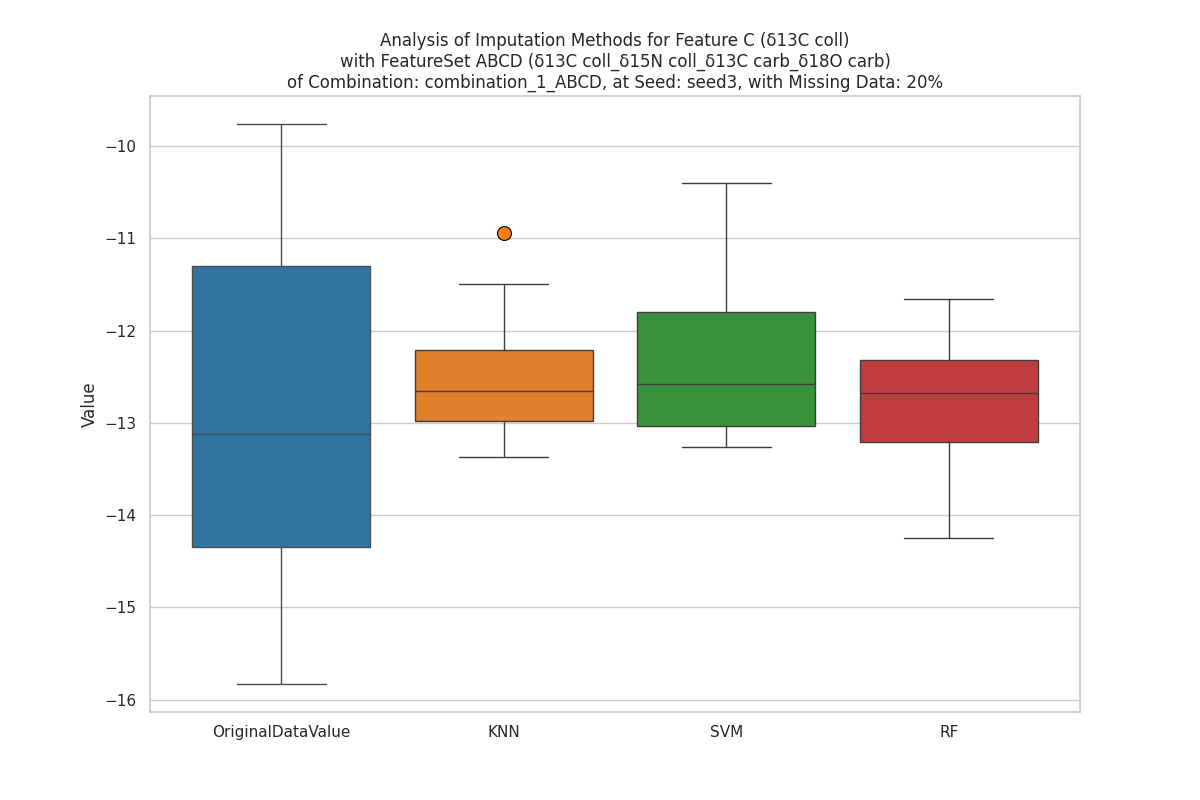 Analysis of Imputation Methods for Feature C (δ13C coll)
with FeatureSet ABCD (δ13C coll_δ15N coll_δ13C carb_δ18O carb)
of Combination: combination_1_ABCD, at Seed: seed3, with Missing Data: 20%
−10
−11
−12
−13
−14
−15
−16
Value
OriginalDataValue KNN SVM RF